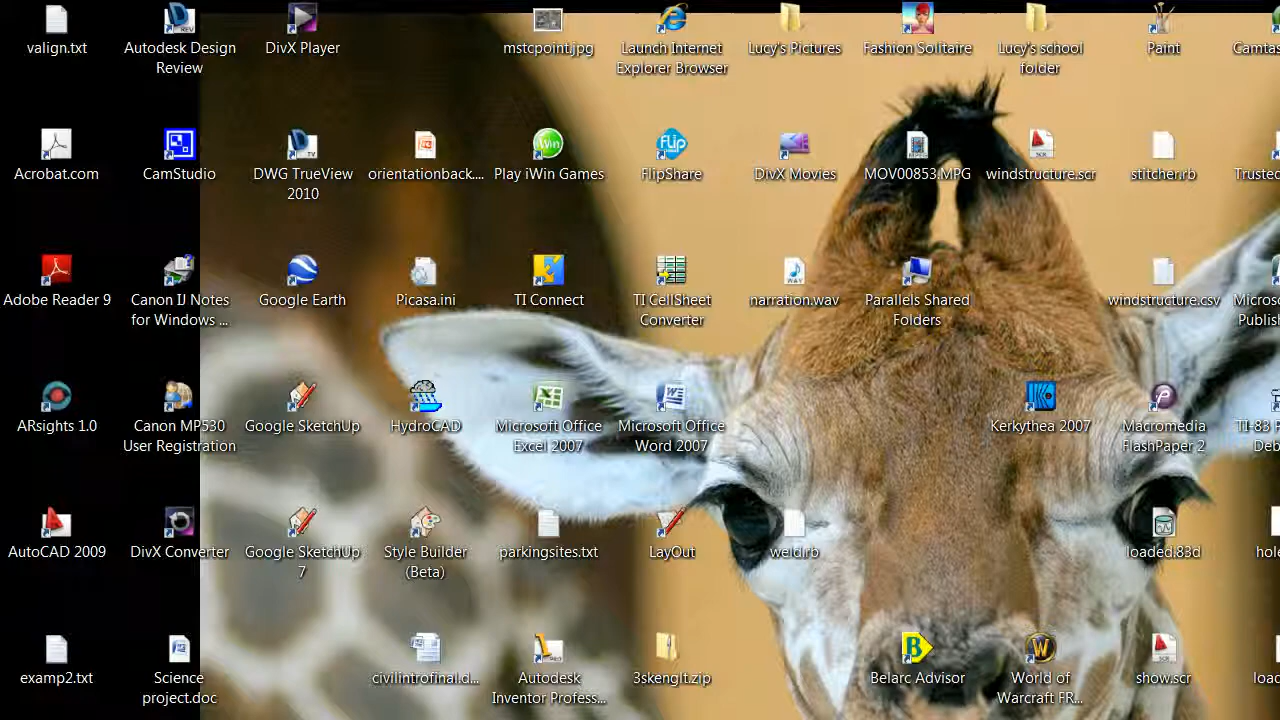 valign.txt
Autodesk Design
Review
DivX Player
mstcpoint.jpg
Launch Internet
Explorer Browser
Lucy's Pictures
Fashion Solitaire
Lucy's school
folder
Paint
Camtas
Acrobat.com
CamStudio
DWG TrueView
2010
orientationback....
Play iWin Games
FlipShare
DivX Movies
MOV00853.MPG
windstructure.scr
stitcher.rb
Trusted
Adobe Reader 9
Canon IJ Notes
for Windows ...
Google Earth
Picasa.ini
TI Connect
TI CellSheet
Converter
narration.wav
Parallels Shared
Folders
windstructure.csv
Micros
Publish
ARsights 1.0
Canon MP530
User Registration
Google SketchUp
HydroCAD
Microsoft Office
Excel 2007
Microsoft Office
Word 2007
Kerkythea 2007
Macromedia
FlashPaper 2
TI-83 P
Deb
AutoCAD 2009
DivX Converter
Google SketchUp
7
Style Builder
(Beta)
parkingsites.txt
LayOut
weld.rb
loaded.83d
hole
examp2.txt
Science
project.doc
civilintrofinal.d...
Autodesk
Inventor Profess...
3skenglt.zip
Belarc Advisor
World of
Warcraft FR...
show.scr
load